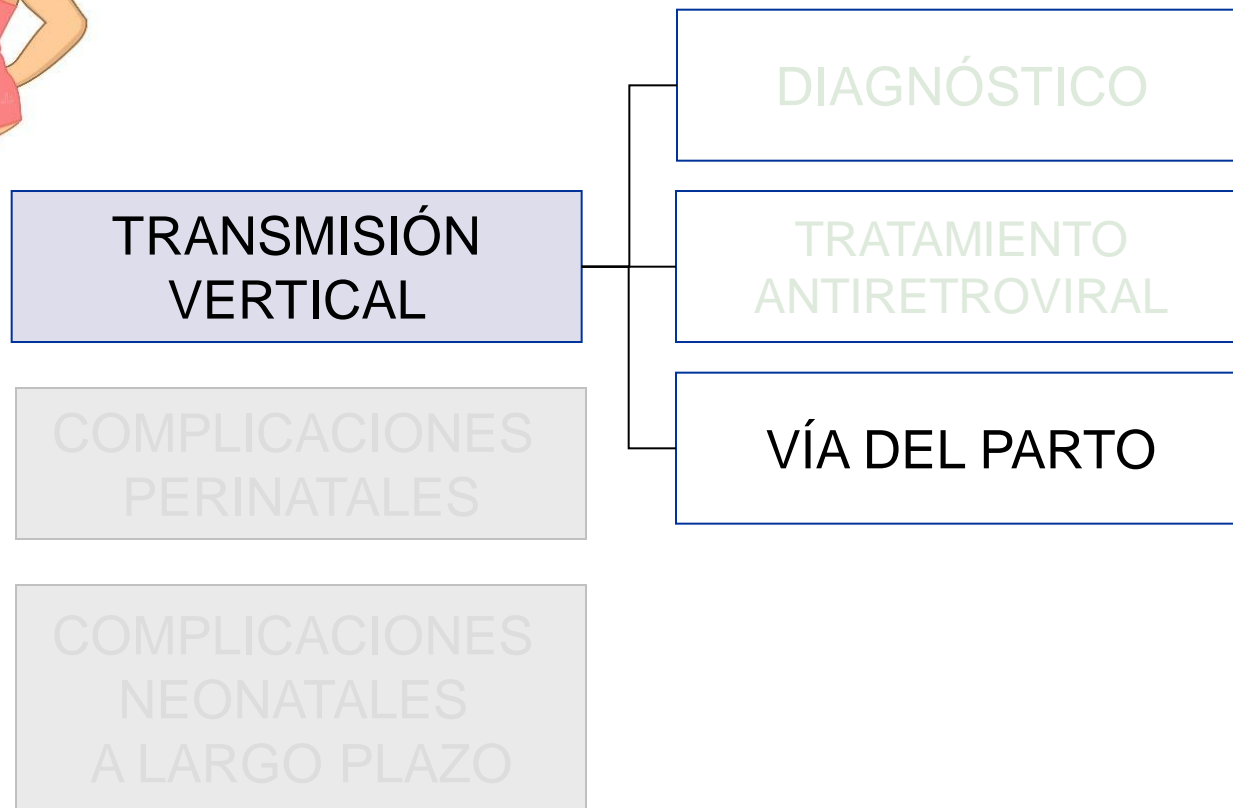 DIAGNÓSTICO
TRANSMISIÓN
VERTICAL
TRATAMIENTO
ANTIRETROVIRAL
VÍA DEL PARTO
COMPLICACIONES
PERINATALES
COMPLICACIONES
NEONATALES
A LARGO PLAZO